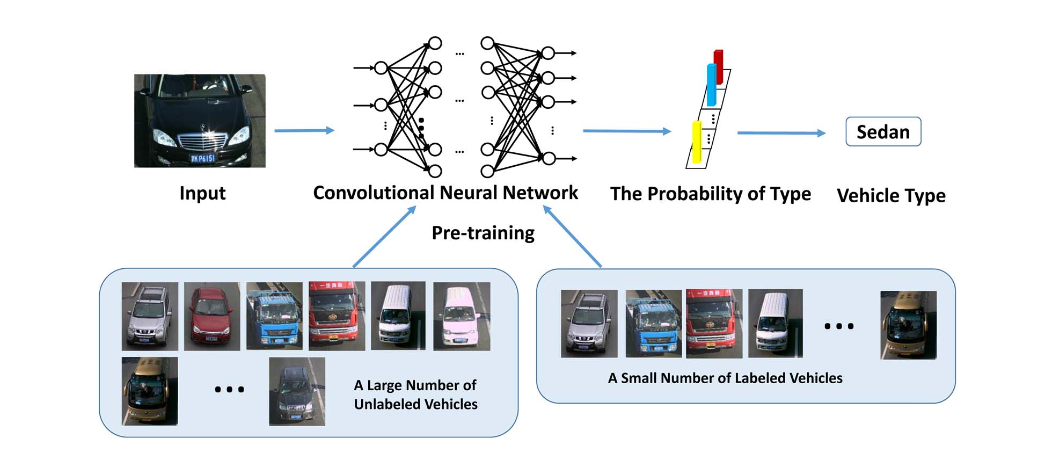 Sedan
Input
Convolutional Neural Network
The Probability of Type
Vehicle Type
Pre-training
A Large Number of
Unlabeled Vehicles
A Small Number of Labeled Vehicles